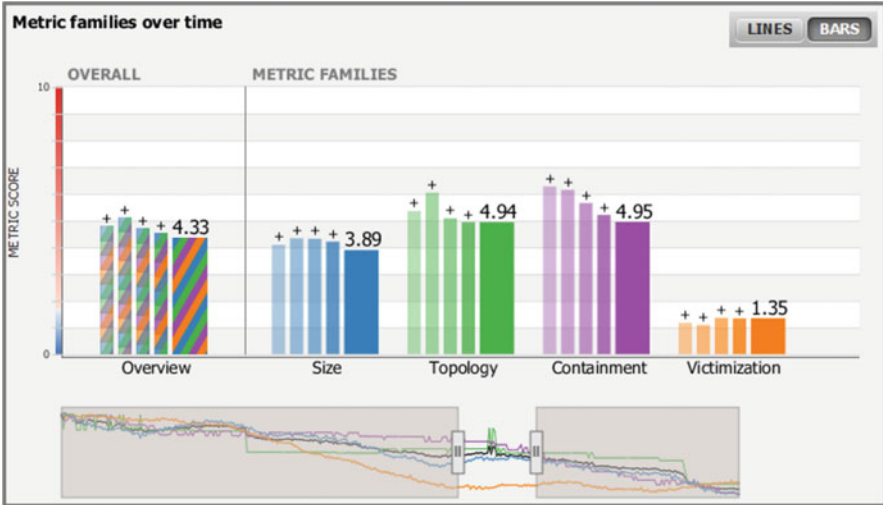 Metric families over time
LINES BARS
OVERALL METRIC FAMILIES
10
METRIC SCORE
0
+ + + + 4.33
+ + + + 3.89
+ + + + 4.94
+ + + + 4.95
+ + + + 1.35
Overview Size Topology Containment Victimization